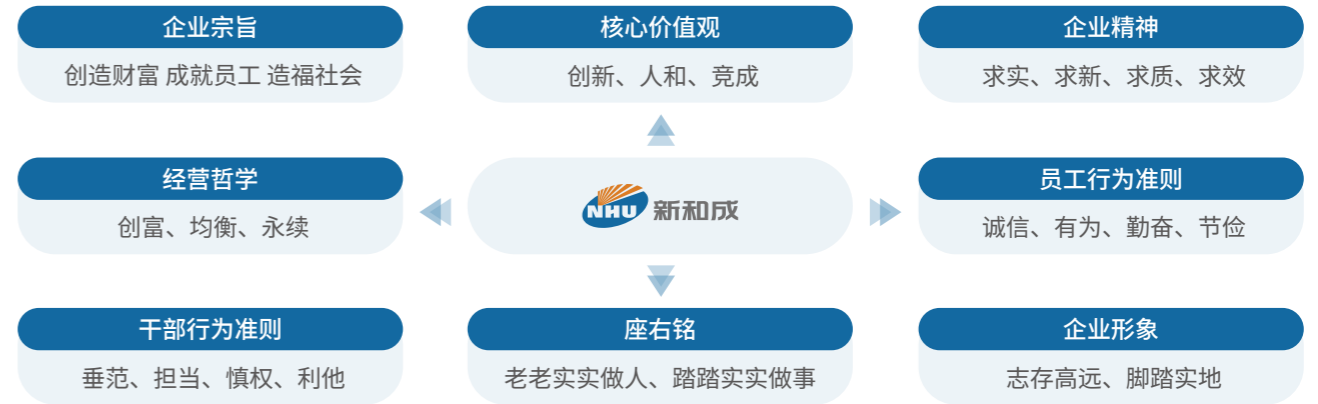 企业宗旨
创造财富 成就员工 造福社会
核心价值观
创新、人和、竞成
企业精神
求实、求新、求质、求效
经营哲学
创富、均衡、永续
NHU 新和成
员工行为准则
诚信、有为、勤奋、节俭
干部行为准则
垂范、担当、慎权、利他
座右铭
老老实实做人、踏踏实实做事
企业形象
志存高远、脚踏实地